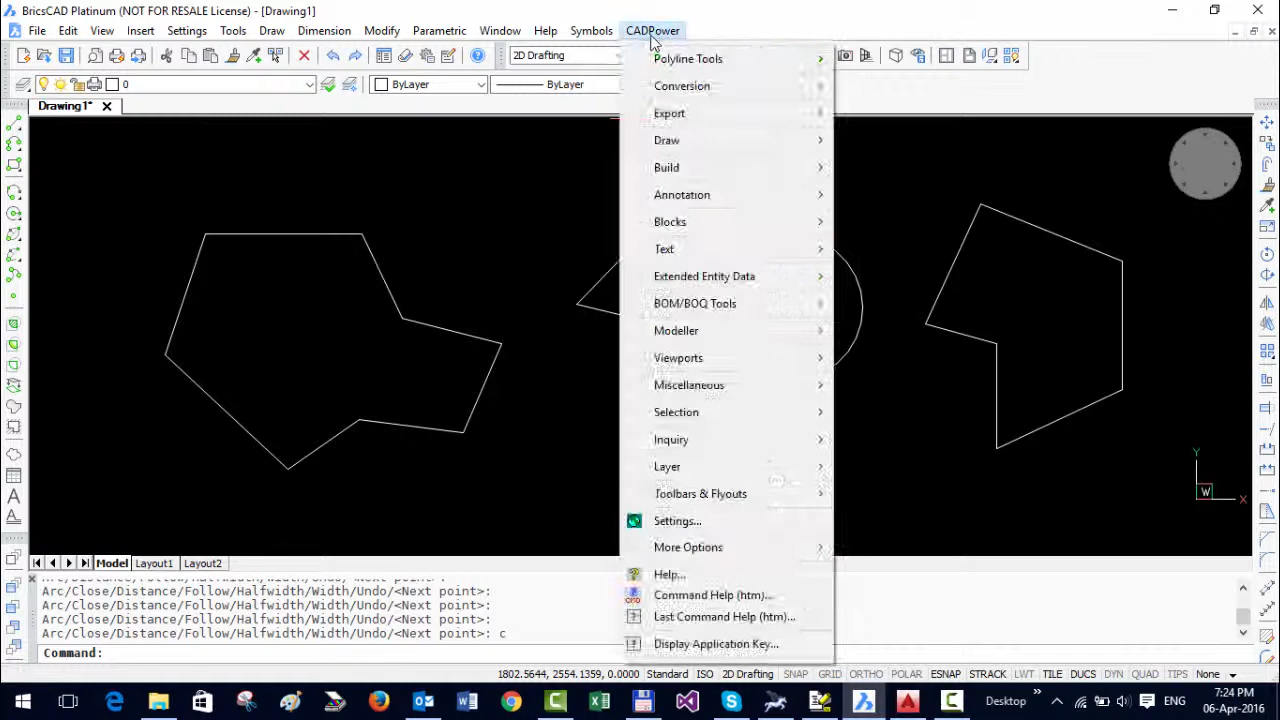 BricsCAD Platinum (NOT FOR RESALE License) - [Drawing1]
File Edit View Insert Settings Tools Draw Dimension Modify Parametric Window Help Symbols CADPower
2D Drafting
0 ByLayer ByLayer
Drawing1*
Polyline Tools
Conversion
Export
Draw
Build
Annotation
Blocks
Text
Extended Entity Data
BOM/BOQ Tools
Modeller
Viewports
Miscellaneous
Selection
Inquiry
Layer
Toolbars & Flyouts
Settings...
More Options
Help...
Command Help (htm)...
Last Command Help (htm)...
Display Application Key...
Y
W X
Model Layout1 Layout2
Arc/Close/Distance/Follow/Halfwidth/Width/Undo/<Next point>:
Arc/Close/Distance/Follow/Halfwidth/Width/Undo/<Next point>:
Arc/Close/Distance/Follow/Halfwidth/Width/Undo/<Next point>:
Arc/Close/Distance/Follow/Halfwidth/Width/Undo/<Next point>: c
Command:
1802.5644, 2554.1359, 0.0000 Standard ISO 2D Drafting SNAP GRID ORTHO POLAR ESNAP STRACK LWT TILE DUCS DYN QUAD TIPS None
Desktop ENG 7:24 PM
06-Apr-2016